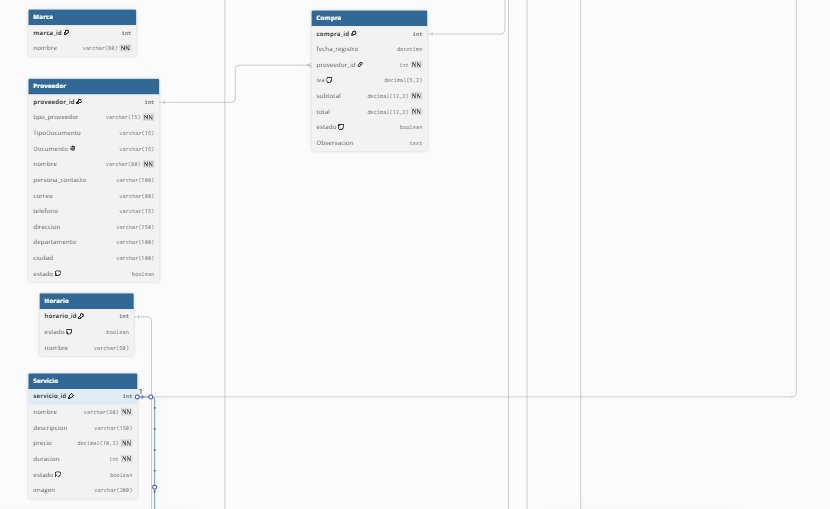 Marca
marca_id int
nombre varchar(80) NN
Proveedor
proveedor_id int
tipo_proveedor varchar(15) NN
TipoDocumento varchar(15)
Documento varchar(15)
nombre varchar(80) NN
persona_contacto varchar(100)
correo varchar(80)
telefono varchar(15)
direccion varchar(150)
departamento varchar(100)
ciudad varchar(100)
estado boolean
Horario
horario_id int
estado boolean
nombre varchar(50)
Servicio
servicio_id int 1
nombre varchar(60) NN
descripcion varchar(150)
precio decimal(10,2) NN
duracion int NN
estado boolean
imagen varchar(200)
Compra
compra_id int
fecha_registro datetime
proveedor_id int NN
iva decimal(5,2)
subtotal decimal(12,2) NN
total decimal(12,2) NN
estado boolean
Observacion text